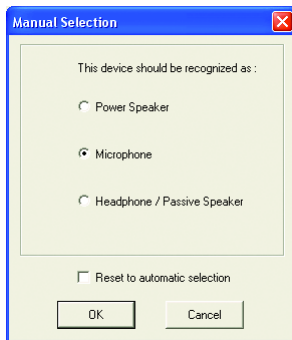 Manual Selection
This device should be recognized as :
Power Speaker
Microphone
Headphone / Passive Speaker
Reset to automatic selection
OK
Cancel